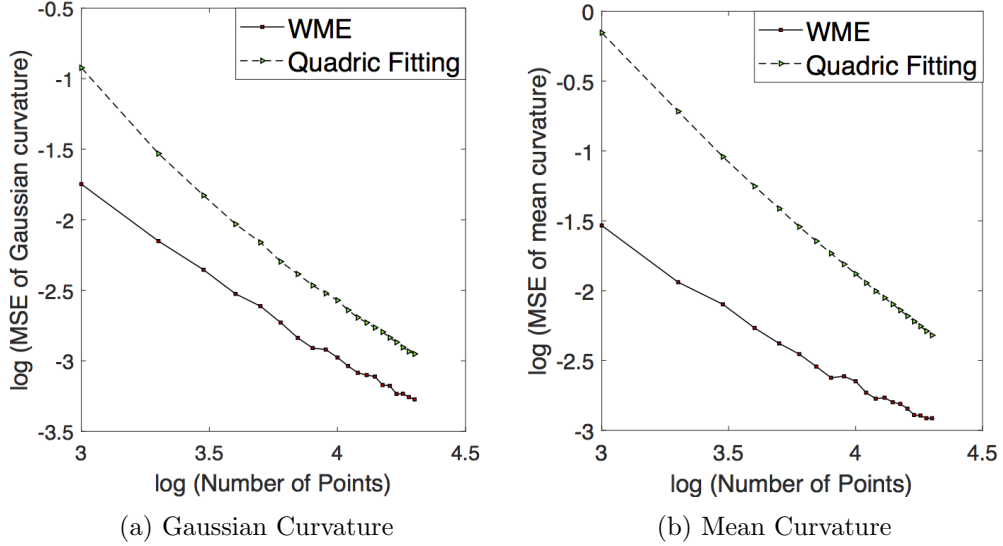 -0.5
-1
-1.5
-2
-2.5
-3
-3.5
3
3.5
4
4.5
log (MSE of Gaussian curvature)
log (Number of Points)
WME
Quadric Fitting
(a) Gaussian Curvature
0
-0.5
-1
-1.5
-2
-2.5
-3
3
3.5
4
4.5
log (MSE of mean curvature)
log (Number of Points)
WME
Quadric Fitting
(b) Mean Curvature